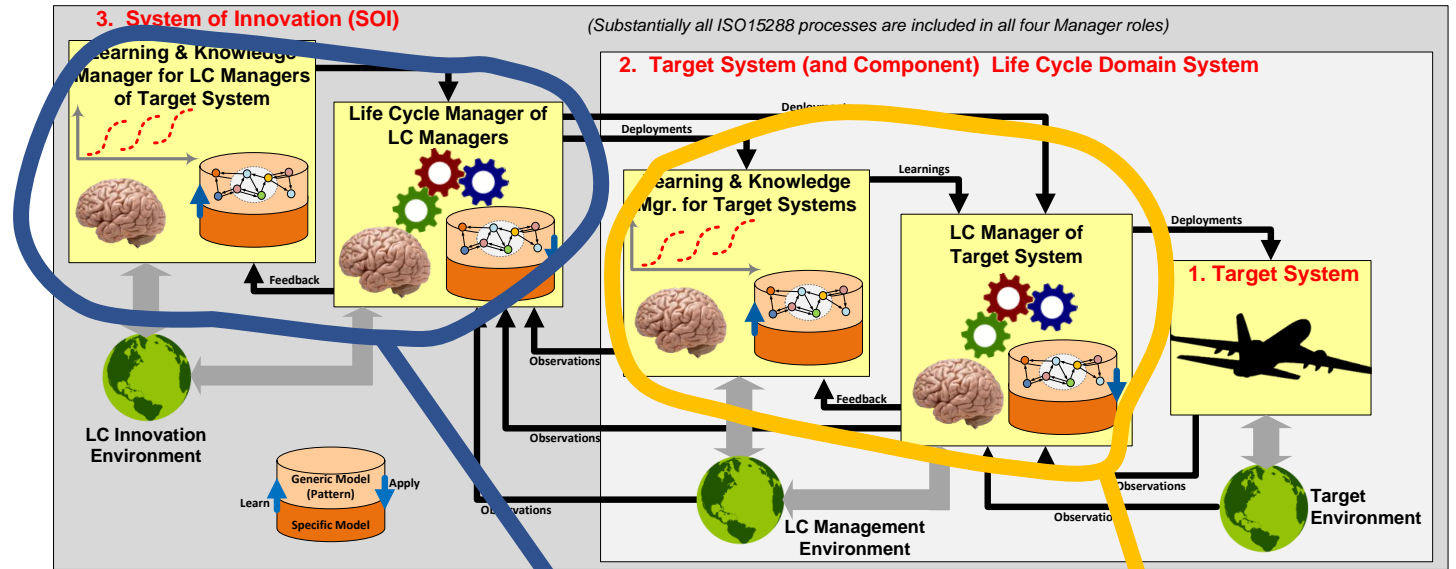 3. System of Innovation (SOI)
(Substantially all ISO15288 processes are included in all four Manager roles)
Learning & Knowledge
Manager for LC Managers
of Target System
2. Target System (and Component) Life Cycle Domain System
Life Cycle Manager of
LC Managers
Deployments
Learning & Knowledge
Mgr. for Target Systems
Learnings
LC Manager of
Target System
Deployments
1. Target System
Feedback
Observations
Feedback
Observations
LC Innovation
Environment
Generic Model
(Pattern)
Learn
Apply
Specific Model
Observations
LC Management
Environment
Observations
Target
Environment